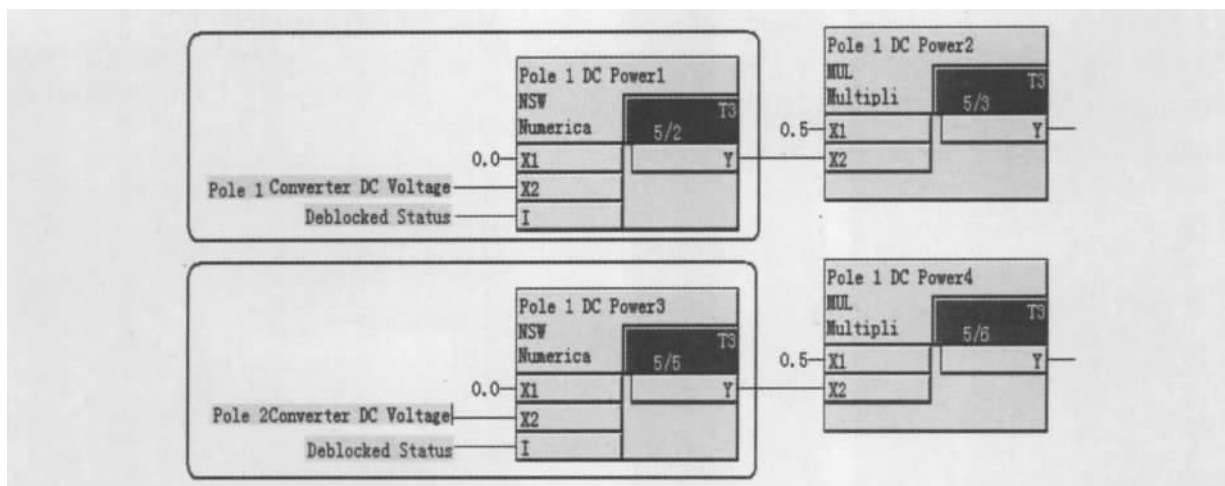 Pole 1 DC Power1
NSW
Numerica
T3
5/2
0.0
X1
Y
Pole 1 Converter DC Voltage
X2
Deblocked Status
I
Pole 1 DC Power2
MUL
Multipli
T3
5/3
0.5
X1
Y
X2
Pole 1 DC Power3
NSW
Numerica
T3
5/5
0.0
X1
Y
Pole 2Converter DC Voltage
X2
Deblocked Status
I
Pole 1 DC Power4
MUL
Multipli
T3
5/6
0.5
X1
Y
X2